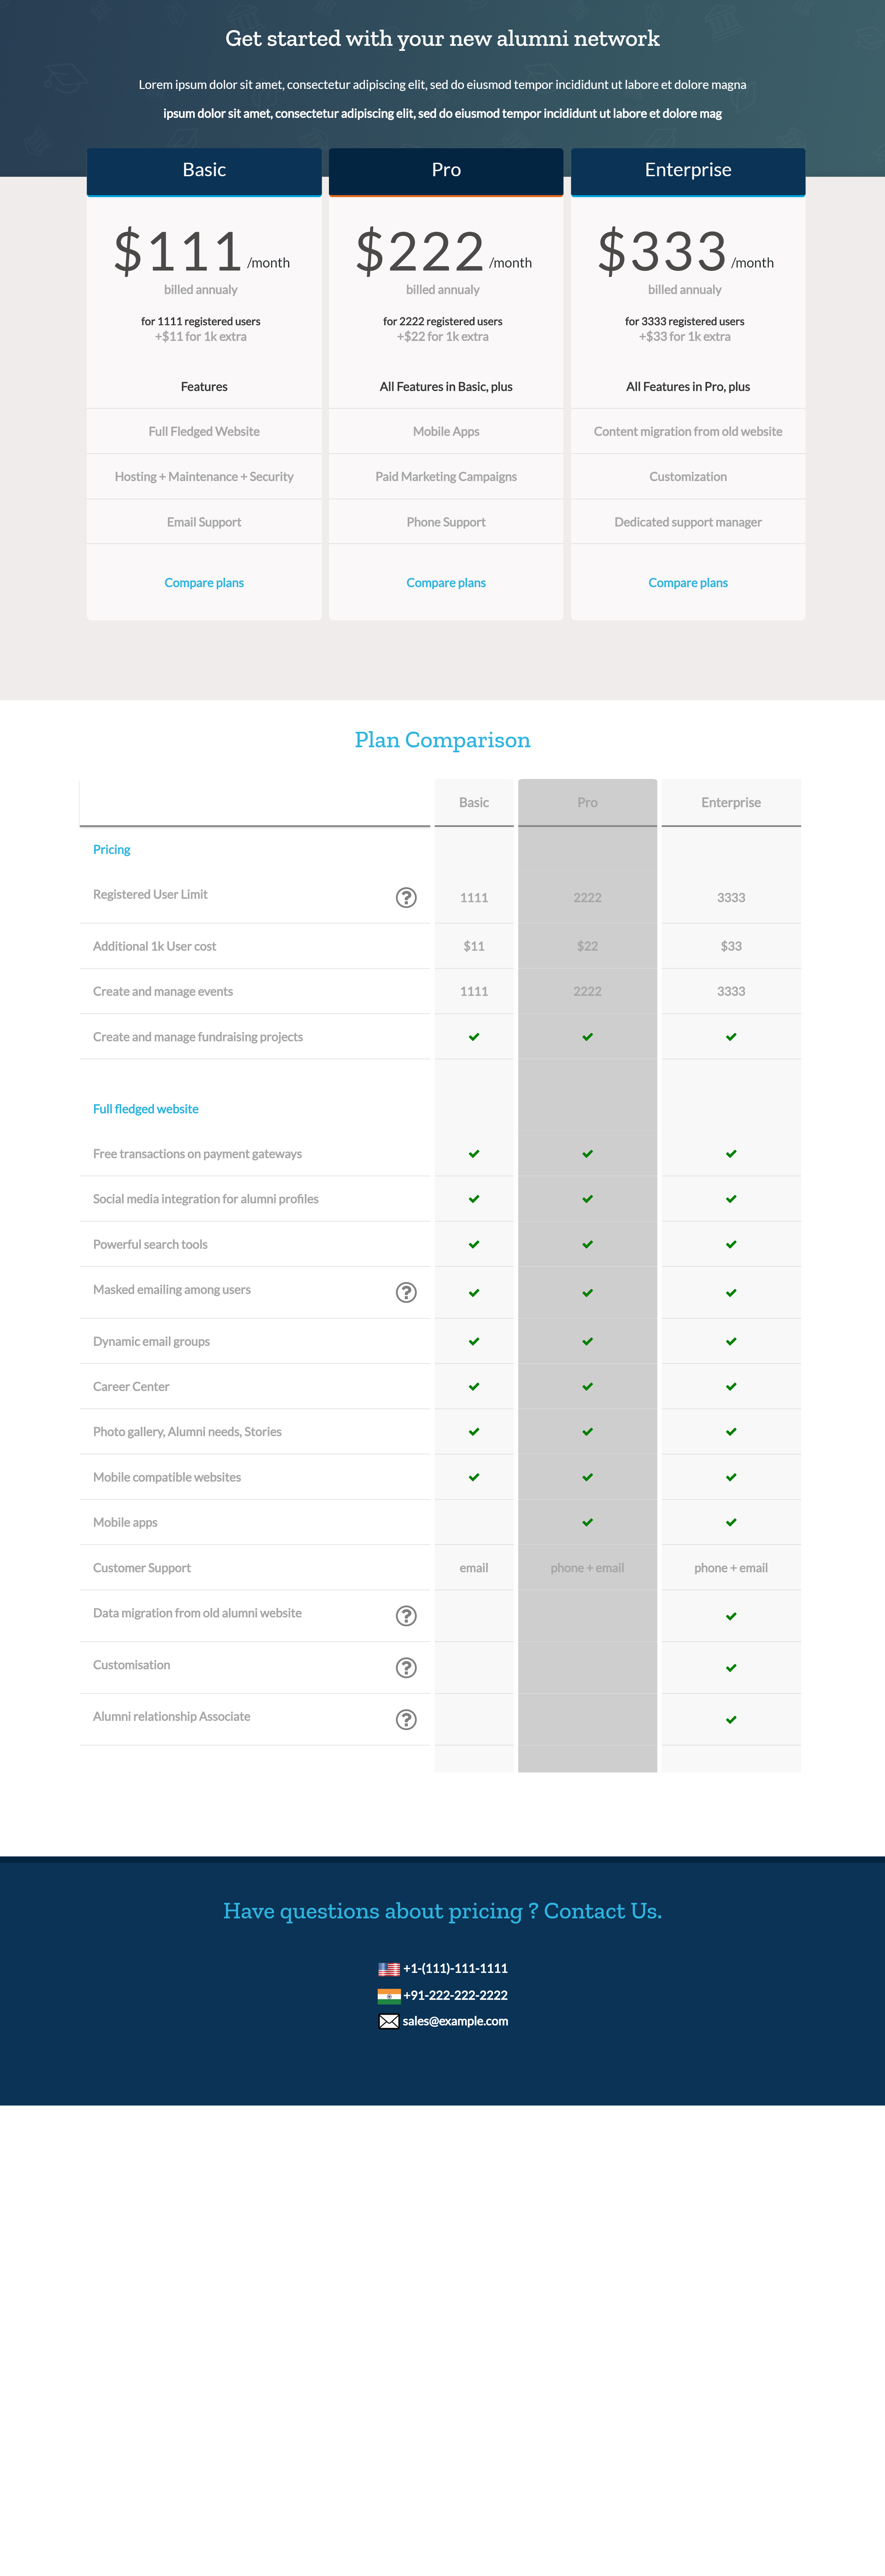 Get started with your new alumni network
Lorem ipsum dolor sit amet, consectetur adipiscing elit, sed do eiusmod tempor incididunt ut labore et dolore magna
ipsum dolor sit amet, consectetur adipiscing elit, sed do eiusmod tempor incididunt ut labore et dolore mag
Basic
$111 /month
billed annualy
for 1111 registered users
+$11 for 1k extra
Features
Full Fledged Website
Hosting + Maintenance + Security
Email Support
Compare plans
Pro
$222 /month
billed annualy
for 2222 registered users
+$22 for 1k extra
All Features in Basic, plus
Mobile Apps
Paid Marketing Campaigns
Phone Support
Compare plans
Enterprise
$333 /month
billed annualy
for 3333 registered users
+$33 for 1k extra
All Features in Pro, plus
Content migration from old website
Customization
Dedicated support manager
Compare plans
Plan Comparison
Basic Pro Enterprise
Pricing
Registered User Limit ? 1111 2222 3333
Additional 1k User cost $11 $22 $33
Create and manage events 1111 2222 3333
Create and manage fundraising projects
Full fledged website
Free transactions on payment gateways
Social media integration for alumni profiles
Powerful search tools
Masked emailing among users ?
Dynamic email groups
Career Center
Photo gallery, Alumni needs, Stories
Mobile compatible websites
Mobile apps
Customer Support email phone + email phone + email
Data migration from old alumni website ?
Customisation ?
Alumni relationship Associate ?
Have questions about pricing ? Contact Us.
+1-(111)-111-1111
+91-222-222-2222
sales@example.com